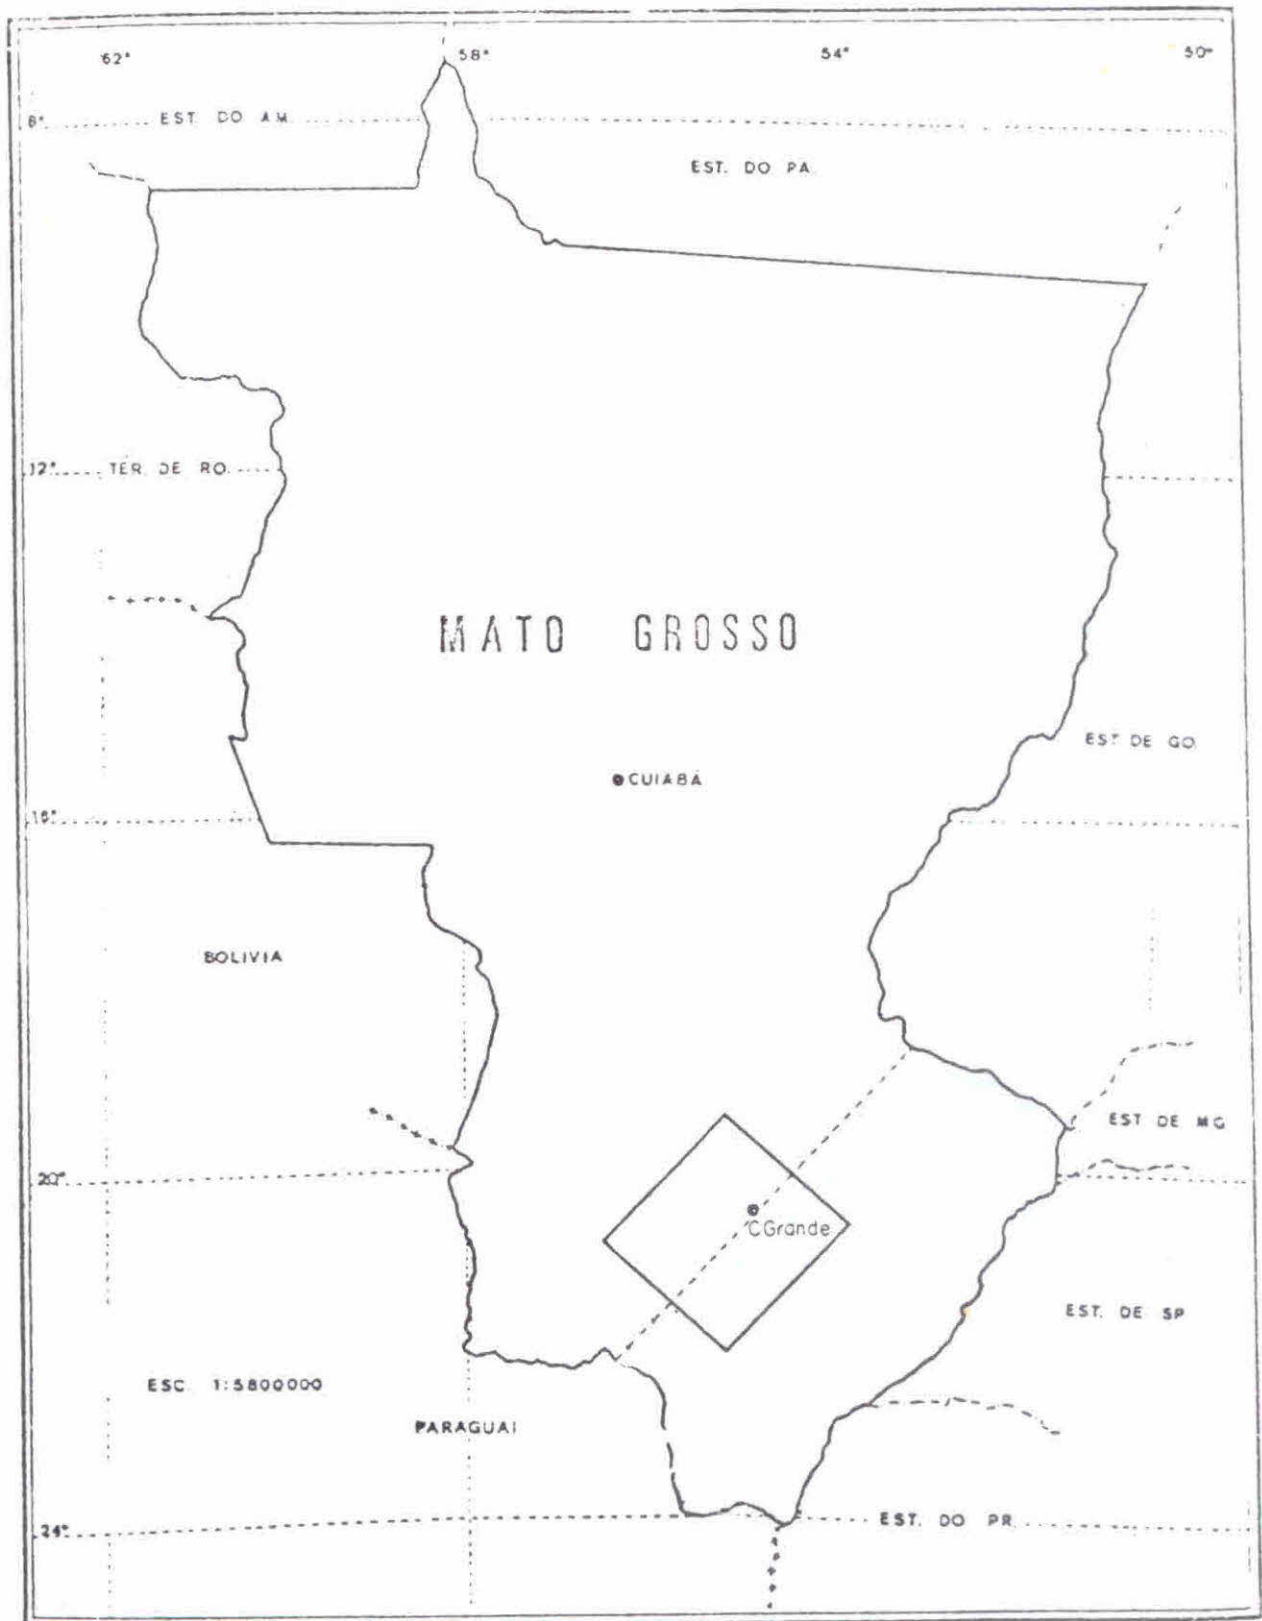 62° 58° 54° 50°
8° EST. DO AM.
EST. DO PA.
12° TER. DE RO.
MATO GROSSO
EST DE GO.
CUIABÁ
16°
BOLIVIA
EST DE MG
20°
CGrande
EST. DE SP
ESC. 1:5800000
PARAGUAI
24° EST. DO PR.